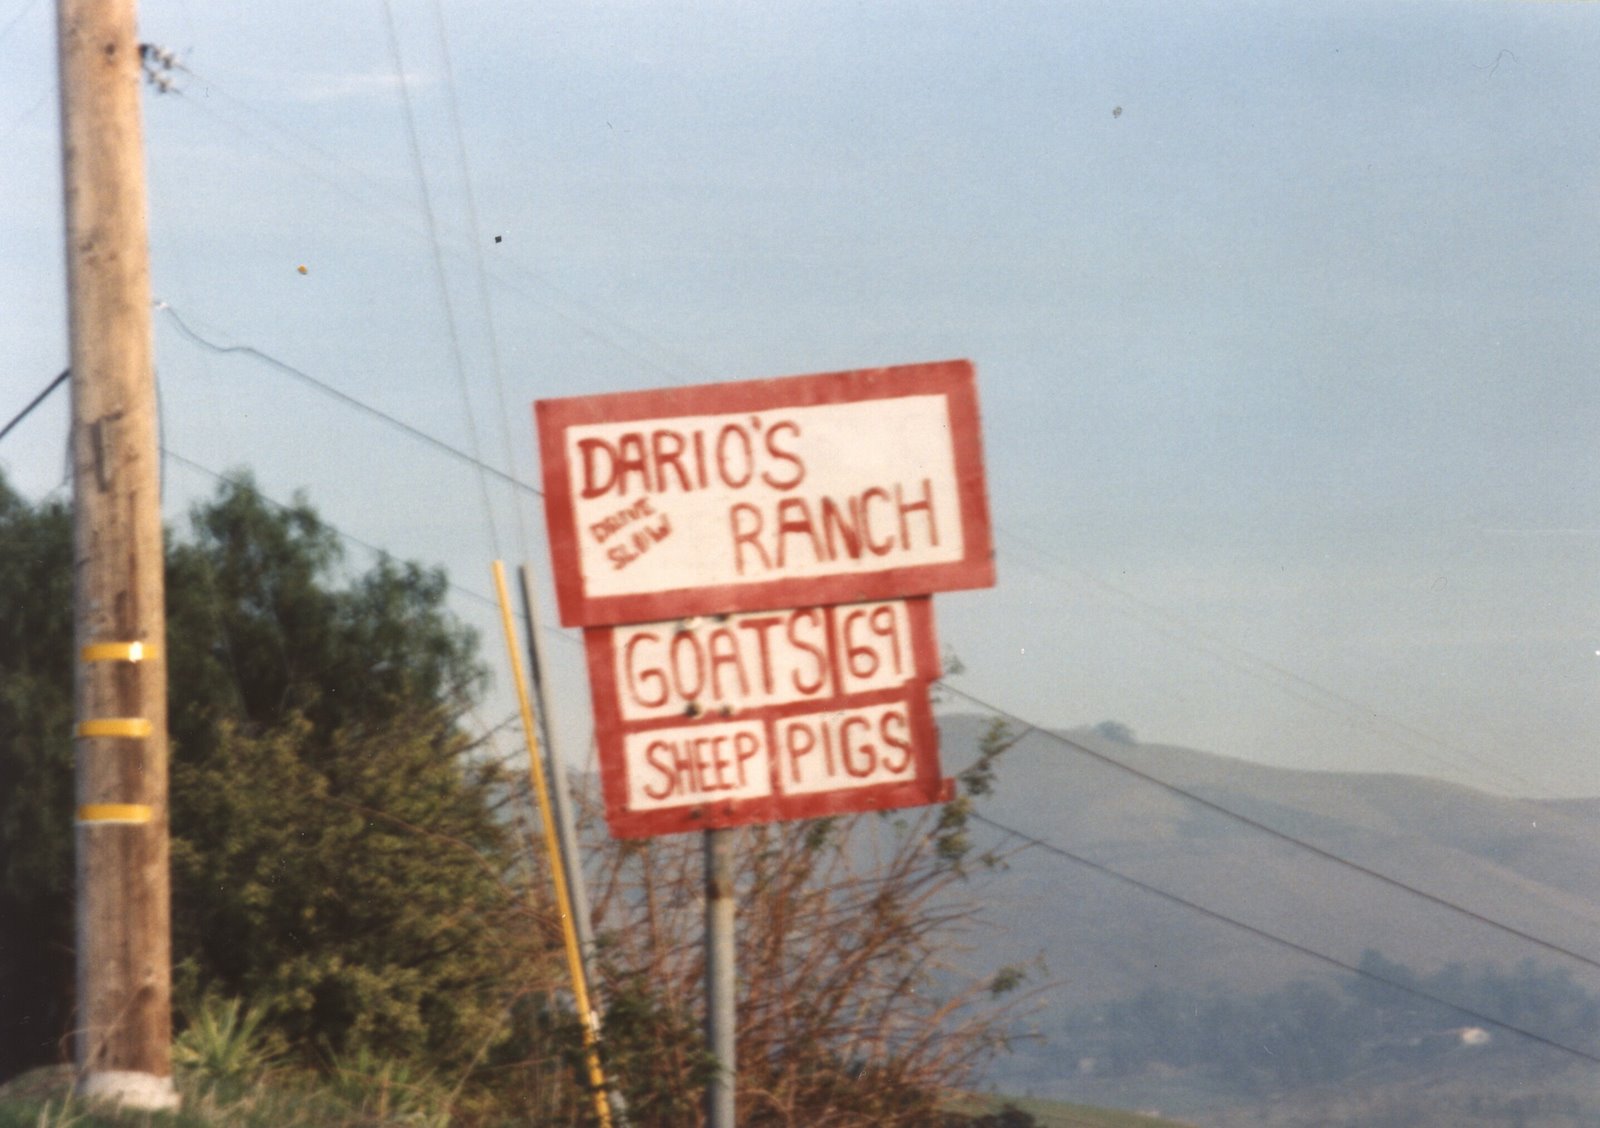 DARIO'S
DRIVE
SLOW
RANCH
GOATS 69
SHEEP PIGS